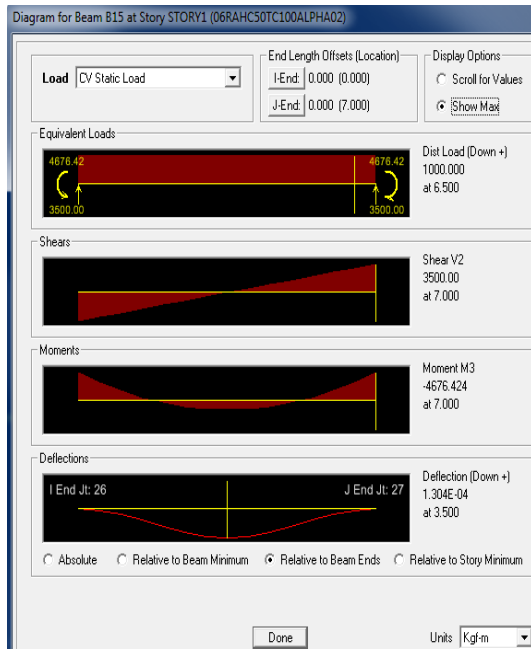 Diagram for Beam B15 at Story STORY1 (06RAHC50TC100ALPHA02)
Load CV Static Load
End Length Offsets (Location)
I-End: 0.000 (0.000)
J-End: 0.000 (7.000)
Display Options
Scroll for Values
Show Max
Equivalent Loads
4676.42 4676.42
3500.00 3500.00
Dist Load (Down +)
1000.000
at 6.500
Shears
Shear V2
3500.00
at 7.000
Moments
Moment M3
-4676.424
at 7.000
Deflections
I End Jt: 26 J End Jt: 27
Deflection (Down +)
1.304E-04
at 3.500
Absolute Relative to Beam Minimum Relative to Beam Ends Relative to Story Minimum
Done
Units Kgf-m